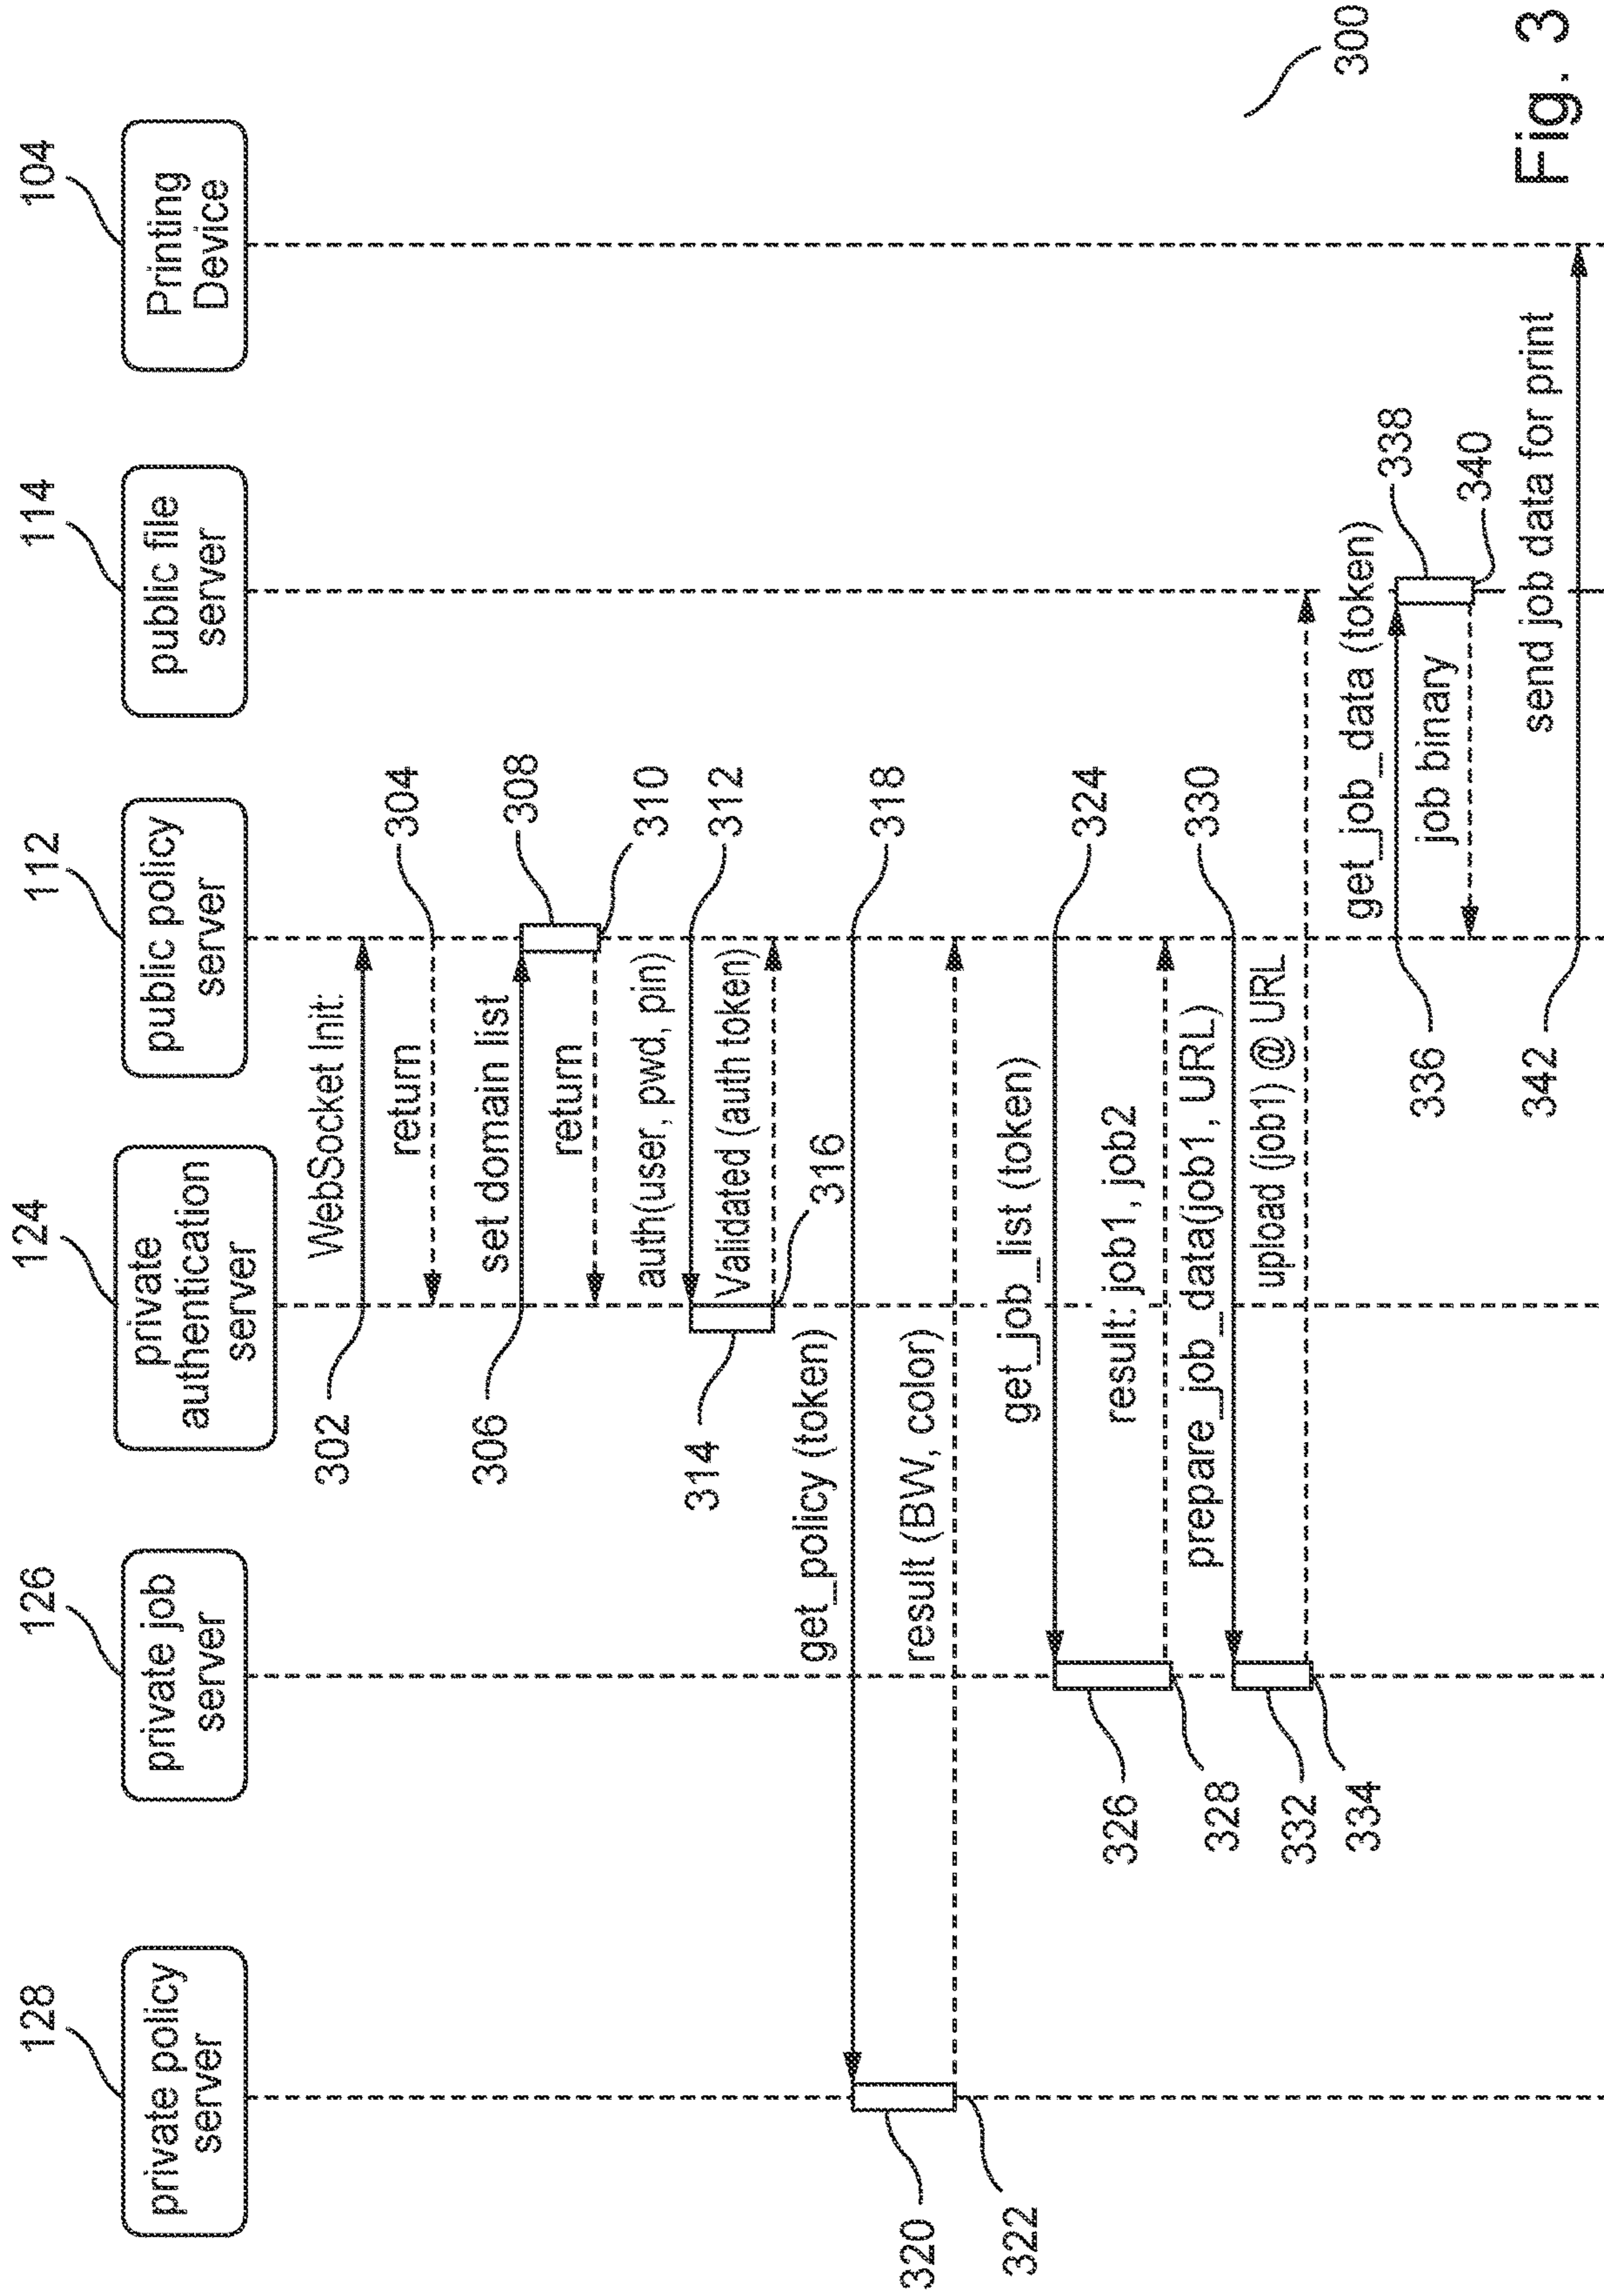 128
126
124
112
114
104
private policy
server
private job
server
private
authentication
server
public policy
server
public file
server
Printing
Device
WebSocket Init:
302
return
304
set domain list
306
308
return
310
auth(user, pwd, pin)
312
314
Validated (auth token)
316
get_policy (token)
318
320
result (BW, color)
322
get_job_list (token)
324
326
result: job1, job2
328
prepare_job_data(job1, URL)
330
332
upload (job1) @ URL
334
get_job_data (token)
336
338
job binary
340
send job data for print
342
300
Fig. 3